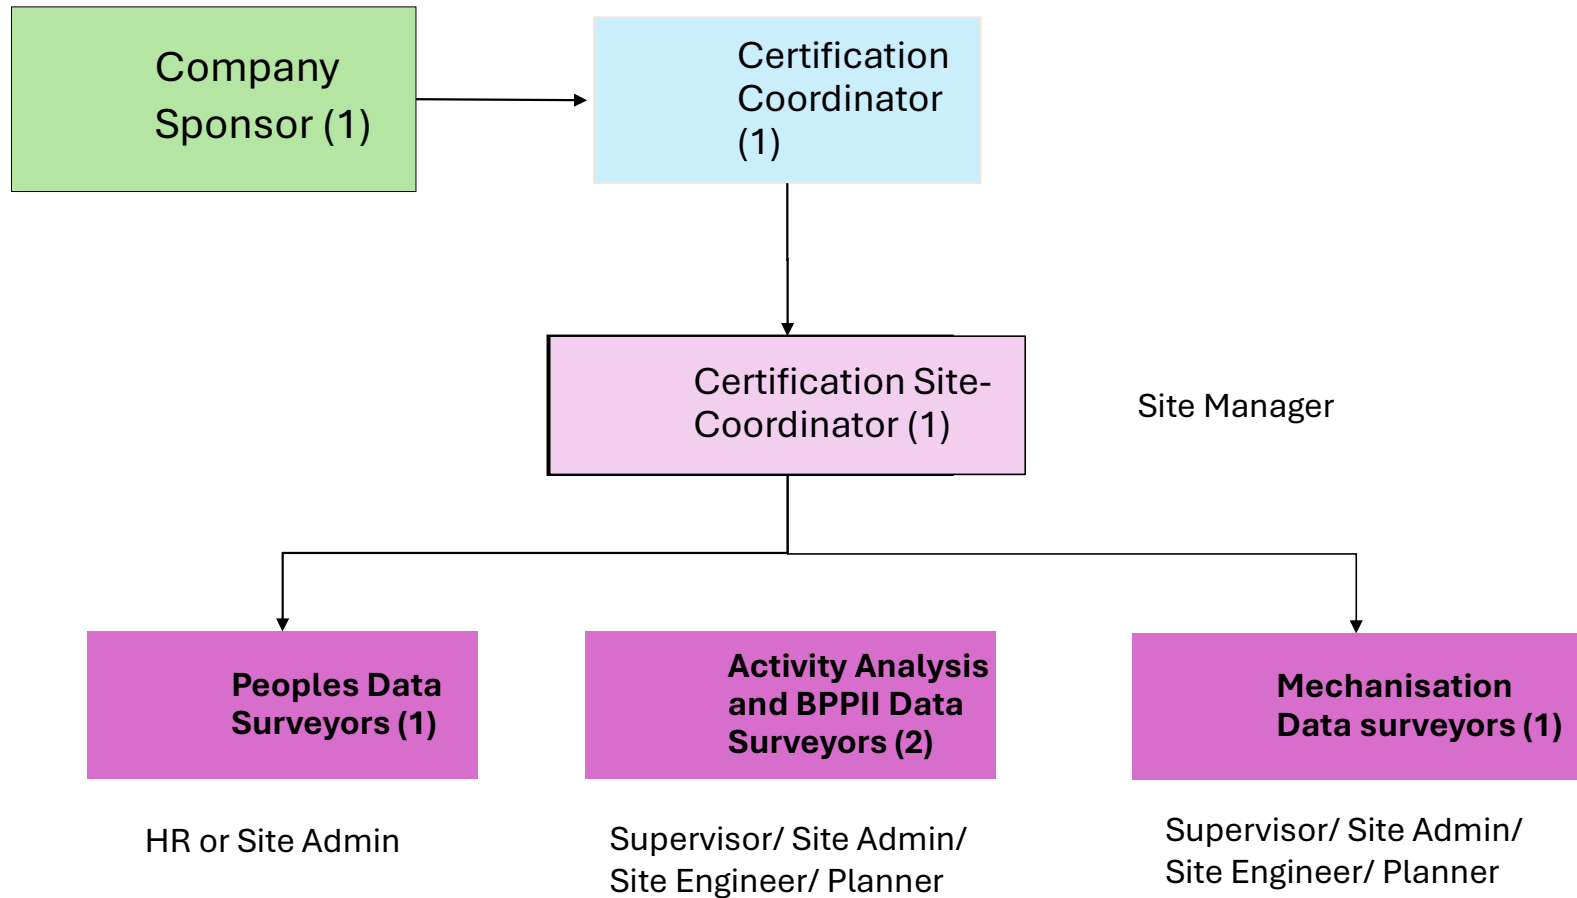 Company
Sponsor (1)
Certification
Coordinator
(1)
Certification Site-
Coordinator (1)
Site Manager
Peoples Data
Surveyors (1)
Activity Analysis
and BPPII Data
Surveyors (2)
Mechanisation
Data surveyors (1)
HR or Site Admin
Supervisor/ Site Admin/
Site Engineer/ Planner
Supervisor/ Site Admin/
Site Engineer/ Planner